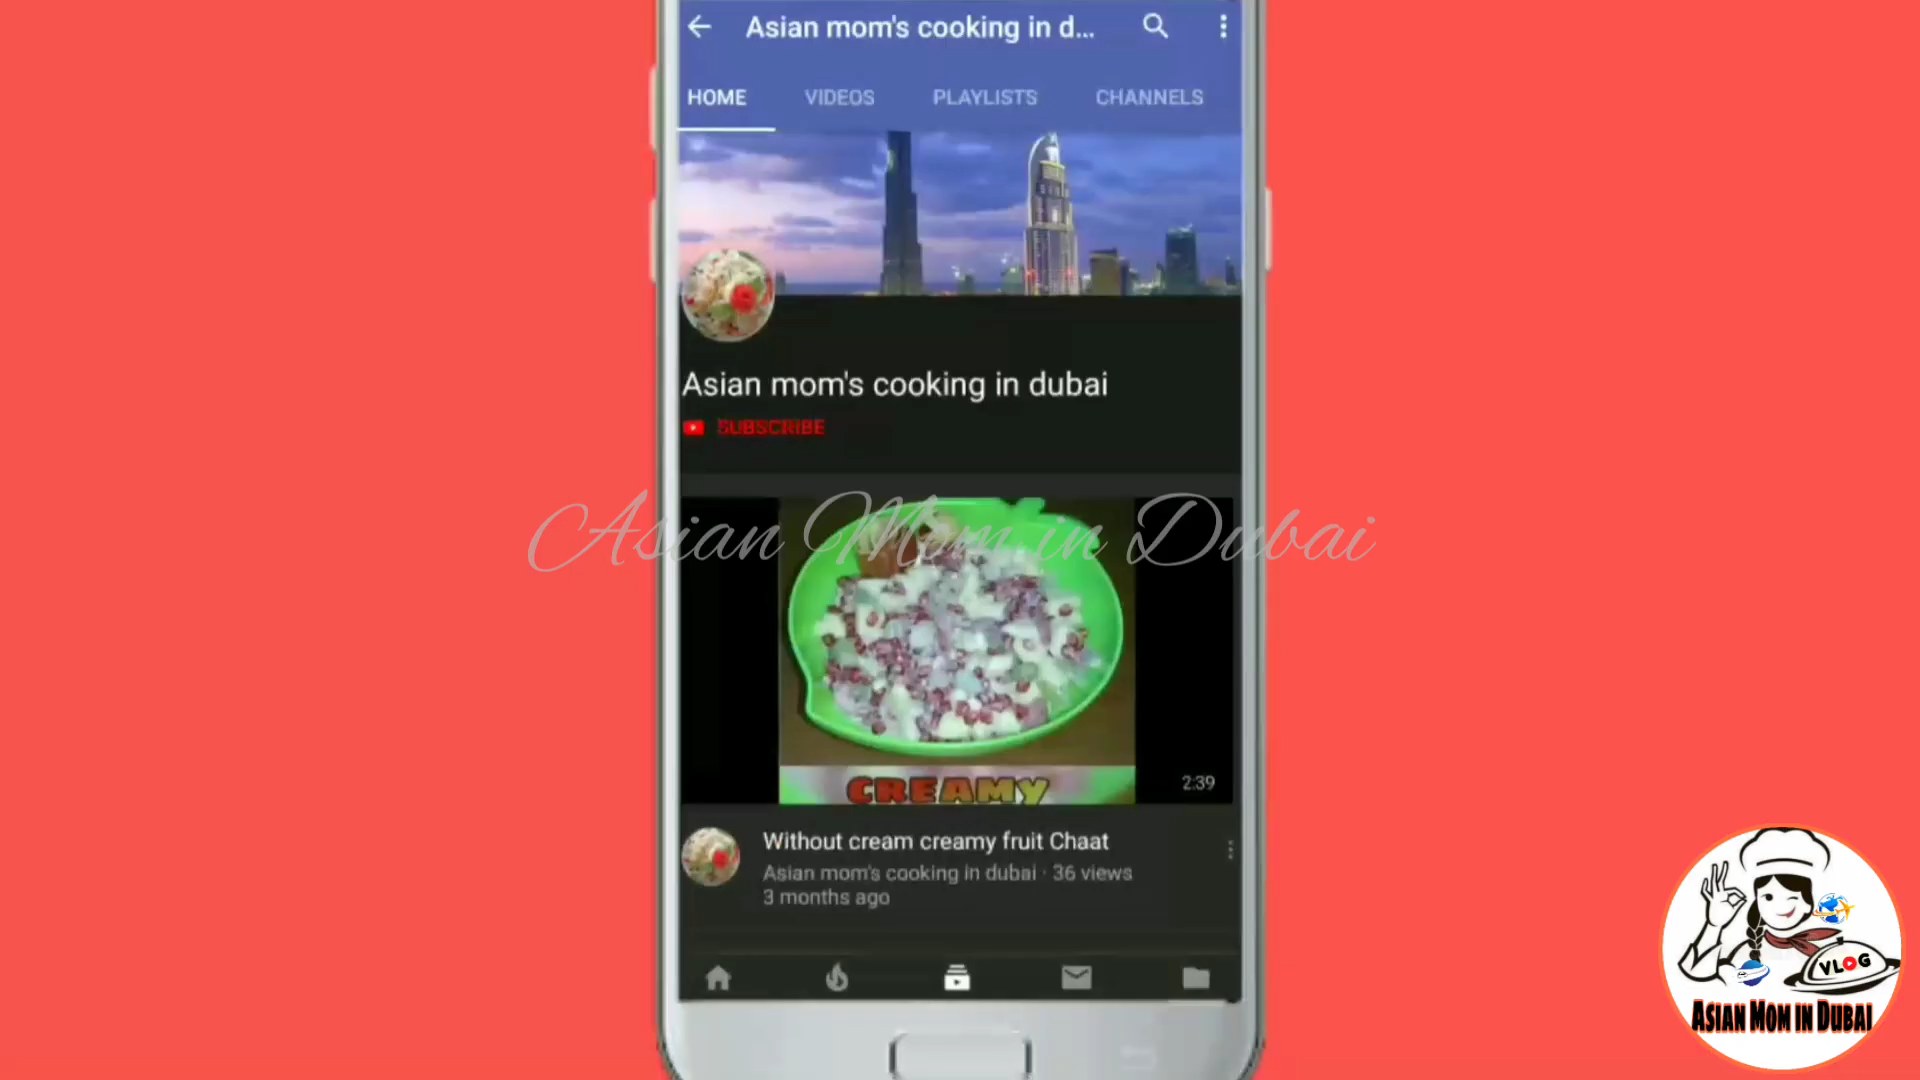 Asian mom's cooking in d...
HOME VIDEOS PLAYLISTS CHANNELS
Asian mom's cooking in dubai
SUBSCRIBE
Asian Mom in Dubai
CREAMY
2:39
Without cream creamy fruit Chaat
Asian mom's cooking in dubai · 36 views
3 months ago
VLOG
ASIAN MOM IN DUBAI